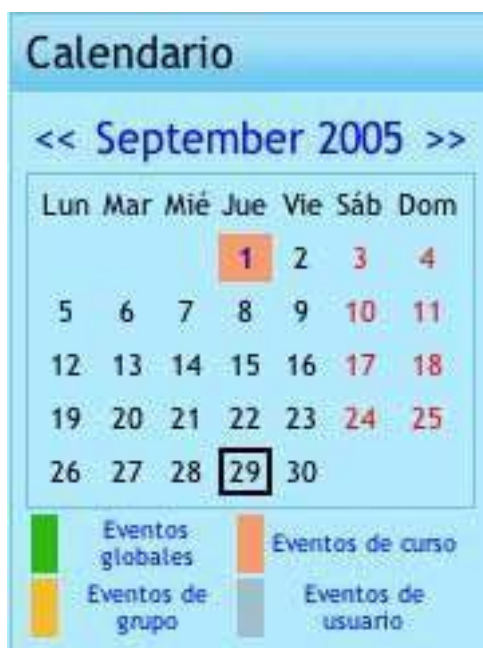 Calendario
<< September 2005 >>
Lun Mar Mié Jue Vie Sáb Dom
1 2 3 4
5 6 7 8 9 10 11
12 13 14 15 16 17 18
19 20 21 22 23 24 25
26 27 28 29 30
Eventos globales
Eventos de curso
Eventos de grupo
Eventos de usuario